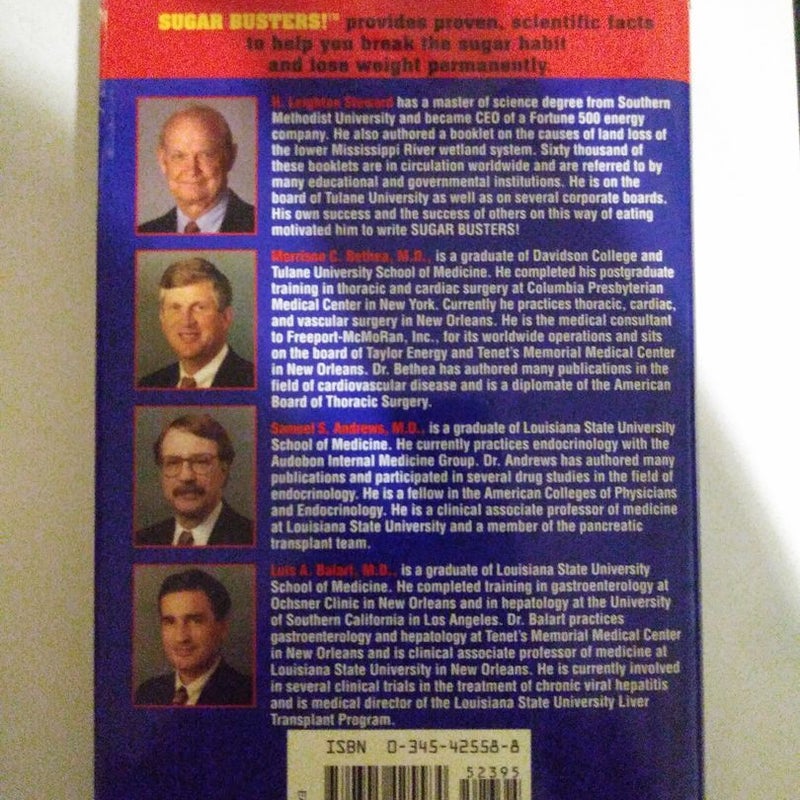 SUGAR BUSTERS!™ provides proven, scientific facts
to help you break the sugar habit
and lose weight permanently.
H. Leighton Steward has a master of science degree from Southern
Methodist University and became CEO of a Fortune 500 energy
company. He also authored a booklet on the causes of land loss of
the lower Mississippi River wetland system. Sixty thousand of
these booklets are in circulation worldwide and are referred to by
many educational and governmental institutions. He is on the
board of Tulane University as well as on several corporate boards.
His own success and the success of others on this way of eating
motivated him to write SUGAR BUSTERS!
Morrison C. Bethea, M.D., is a graduate of Davidson College and
Tulane University School of Medicine. He completed his postgraduate
training in thoracic and cardiac surgery at Columbia Presbyterian
Medical Center in New York. Currently he practices thoracic, cardiac,
and vascular surgery in New Orleans. He is the medical consultant
to Freeport-McMoRan, Inc., for its worldwide operations and sits
on the board of Taylor Energy and Tenet's Memorial Medical Center
in New Orleans. Dr. Bethea has authored many publications in the
field of cardiovascular disease and is a diplomate of the American
Board of Thoracic Surgery.
Samuel S. Andrews, M.D., is a graduate of Louisiana State University
School of Medicine. He currently practices endocrinology with the
Audobon Internal Medicine Group. Dr. Andrews has authored many
publications and participated in several drug studies in the field of
endocrinology. He is a fellow in the American Colleges of Physicians
and Endocrinology. He is a clinical associate professor of medicine
at Louisiana State University and a member of the pancreatic
transplant team.
Luis A. Balart, M.D., is a graduate of Louisiana State University
School of Medicine. He completed training in gastroenterology at
Ochsner Clinic in New Orleans and in hepatology at the University
of Southern California in Los Angeles. Dr. Balart practices
gastroenterology and hepatology at Tenet's Memorial Medical Center
in New Orleans and is clinical associate professor of medicine at
Louisiana State University in New Orleans. He is currently involved
in several clinical trials in the treatment of chronic viral hepatitis
and is medical director of the Louisiana State University Liver
Transplant Program.
ISBN 0-345-42558-8
52395